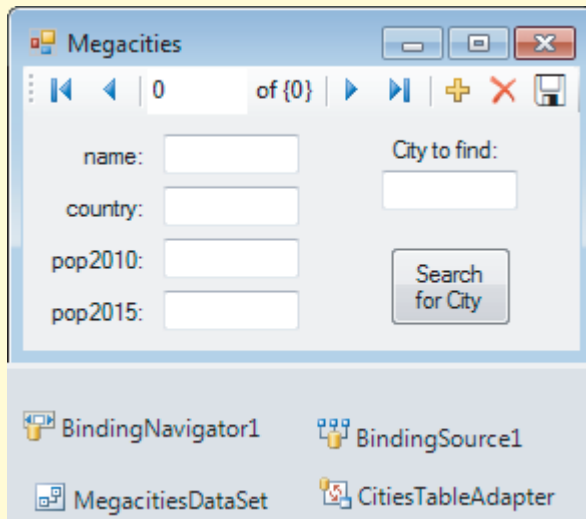 Megacities
0 of {0}
name:
City to find:
country:
pop2010:
Search
for City
pop2015:
BindingNavigator1
BindingSource1
MegacitiesDataSet
CitiesTableAdapter